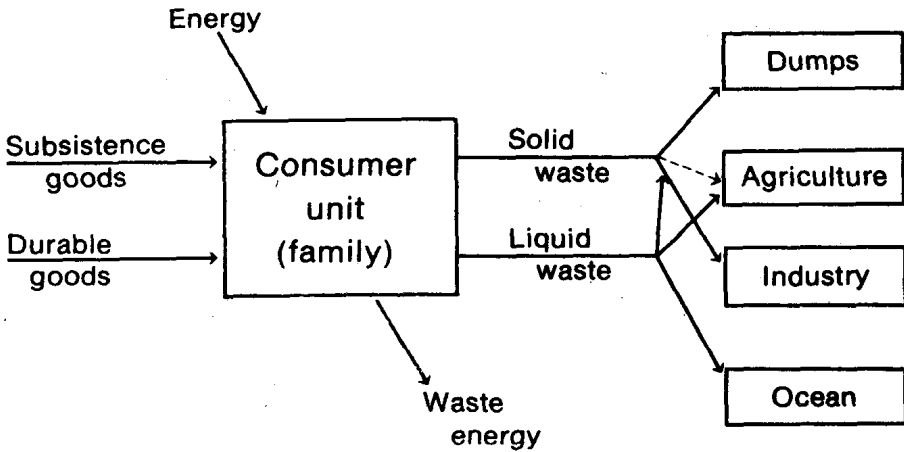 Energy
Subsistence
goods
Durable
goods
Consumer
unit
(family)
Waste
energy
Solid
waste
Liquid
waste
Dumps
Agriculture
Industry
Ocean